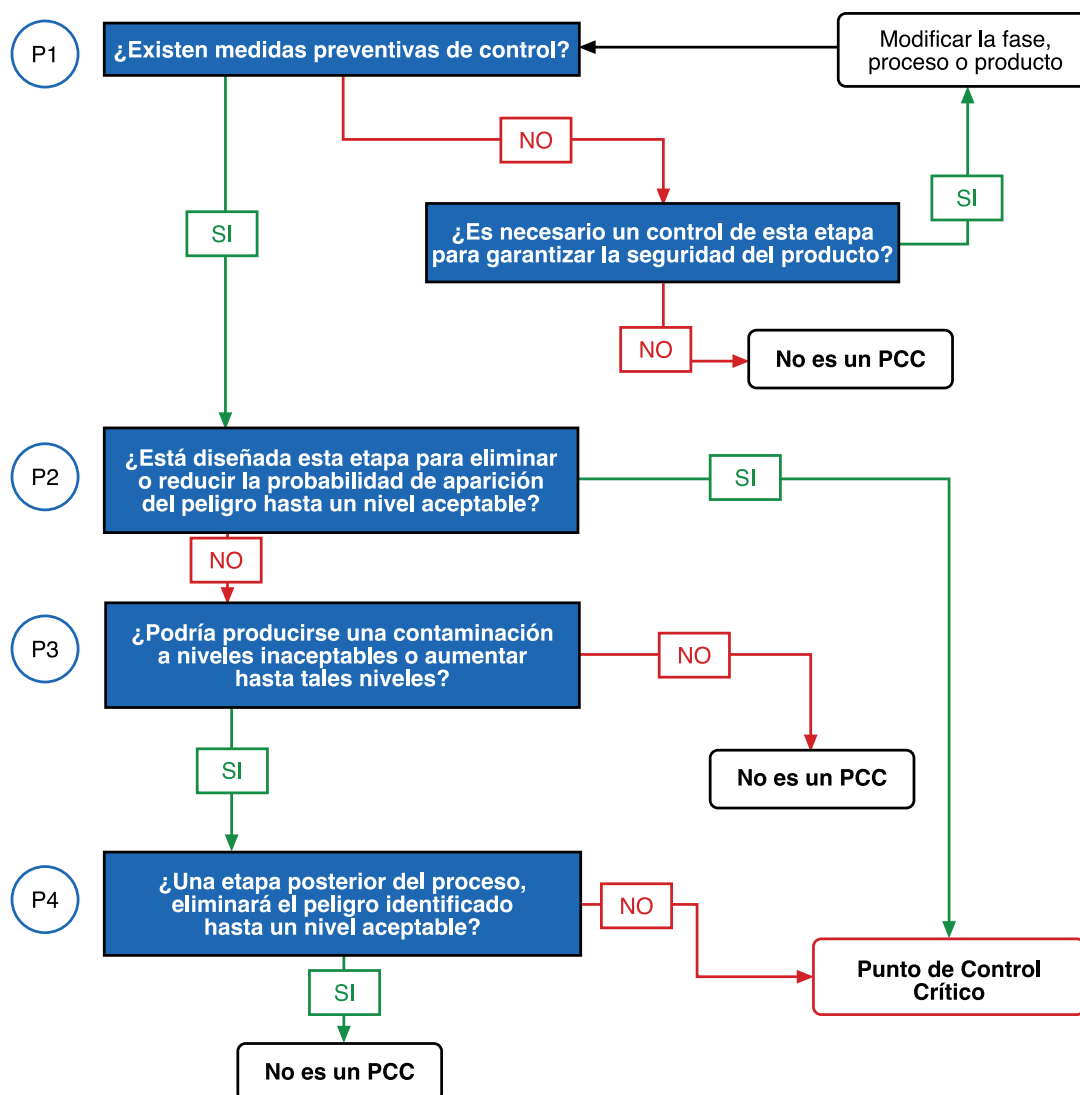 P1
¿Existen medidas preventivas de control?
Modificar la fase,
proceso o producto
NO
SI
SI
¿Es necesario un control de esta etapa
para garantizar la seguridad del producto?
NO
No es un PCC
P2
¿Está diseñada esta etapa para eliminar
o reducir la probabilidad de aparición
del peligro hasta un nivel aceptable?
SI
NO
P3
¿Podría producirse una contaminación
a niveles inaceptables o aumentar
hasta tales niveles?
NO
No es un PCC
SI
P4
¿Una etapa posterior del proceso,
eliminará el peligro identificado
hasta un nivel aceptable?
NO
Punto de Control
Crítico
SI
No es un PCC